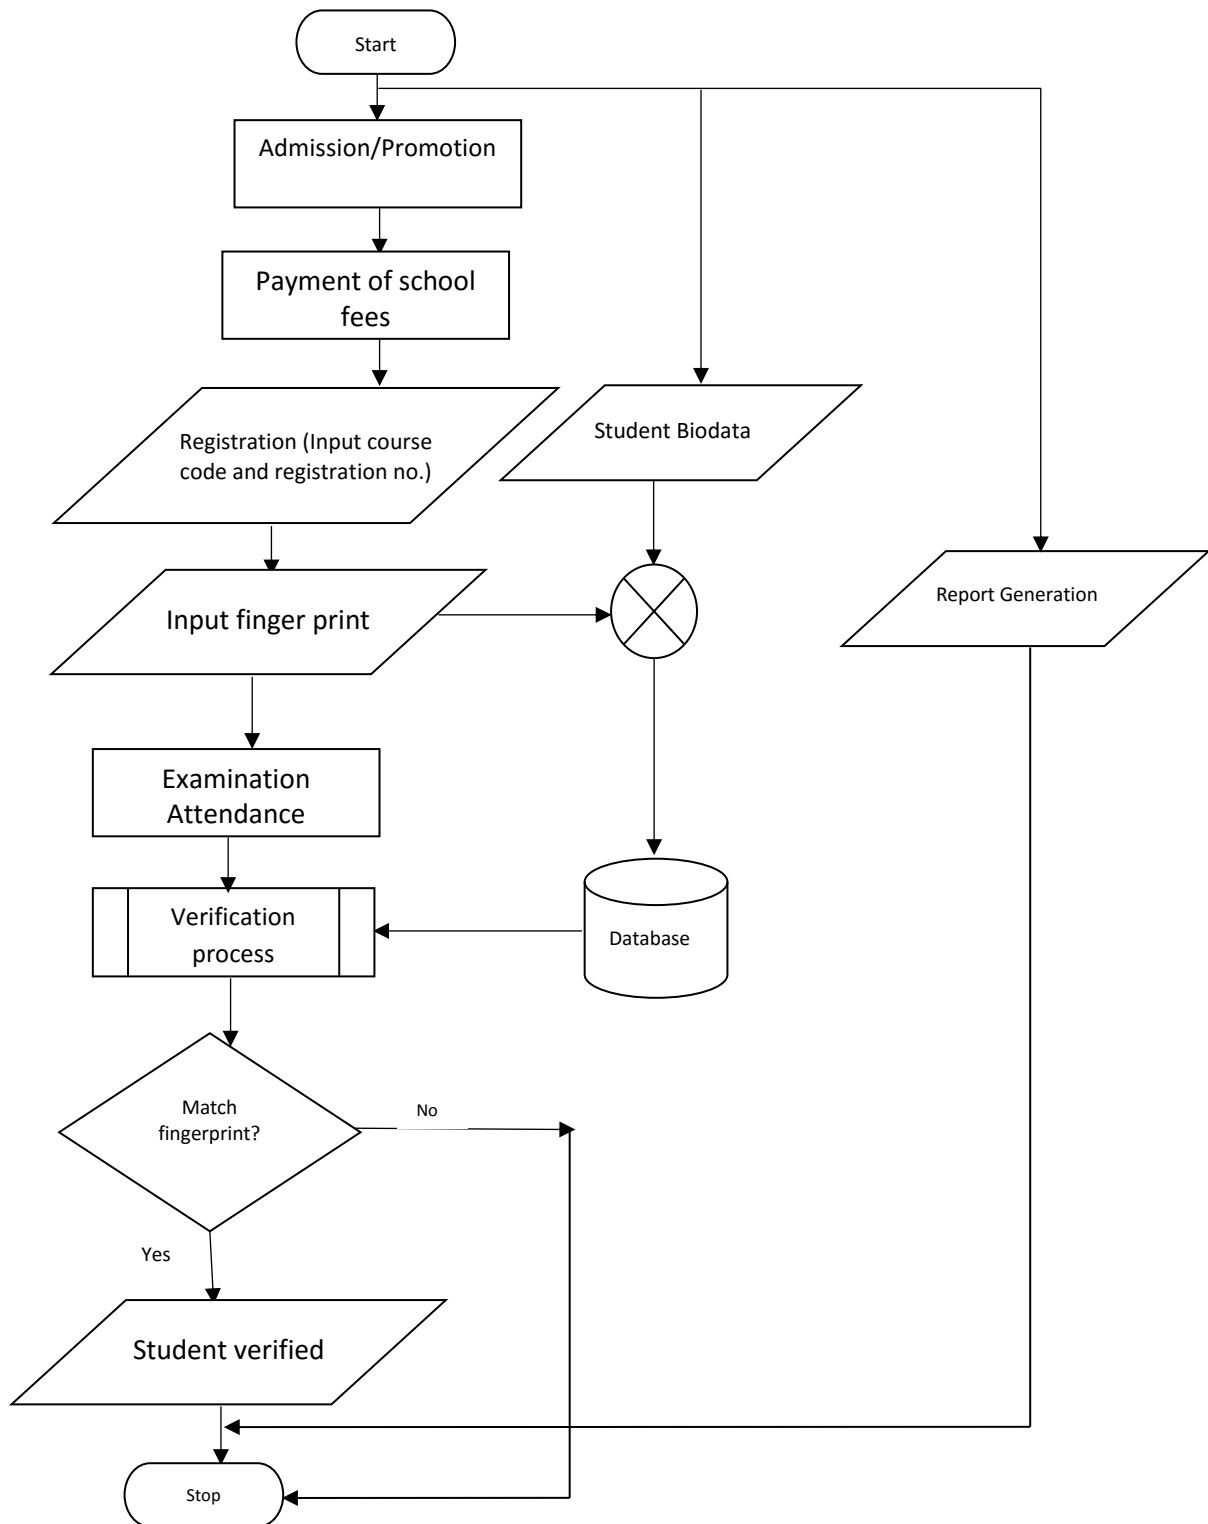 Start
Admission/Promotion
Payment of school
fees
Registration (Input course
code and registration no.)
Student Biodata
Input finger print
Report Generation
Examination
Attendance
Verification
process
Database
Match
fingerprint?
No
Yes
Student verified
Stop